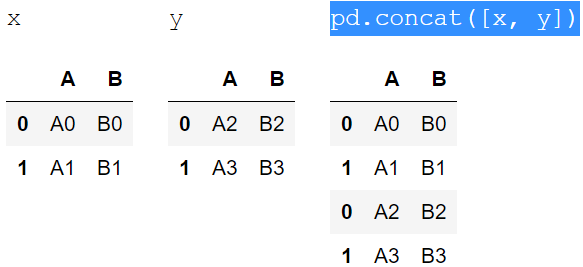 x y pd.concat([x, y])
A B A B A B
0 A0 B0 0 A2 B2 0 A0 B0
1 A1 B1 1 A3 B3 1 A1 B1
0 A2 B2
1 A3 B3